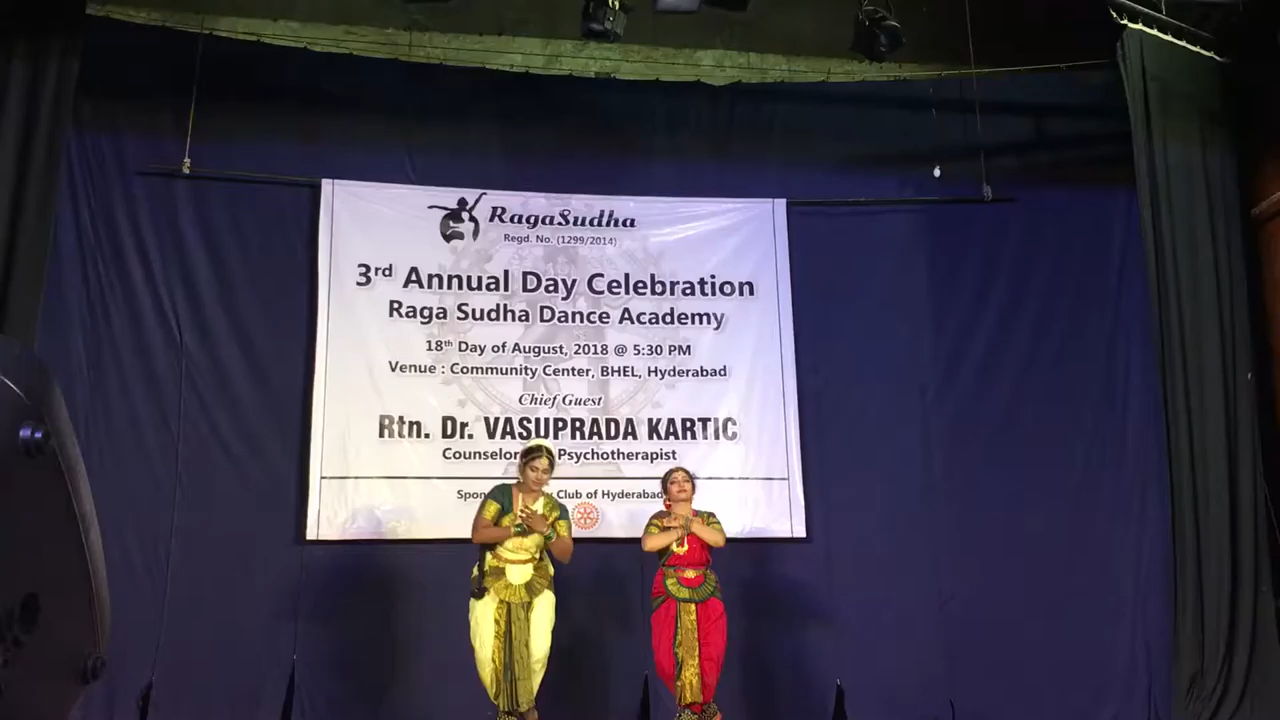 RagaSudha
Regd. No. (1299/2014)
3rd Annual Day Celebration
Raga Sudha Dance Academy
18th Day of August, 2018 @ 5:30 PM
Venue : Community Center, BHEL, Hyderabad
Chief Guest
Rtn. Dr. VASUPRADA KARTIC
Counselor Psychotherapist
Club of Hyderabad